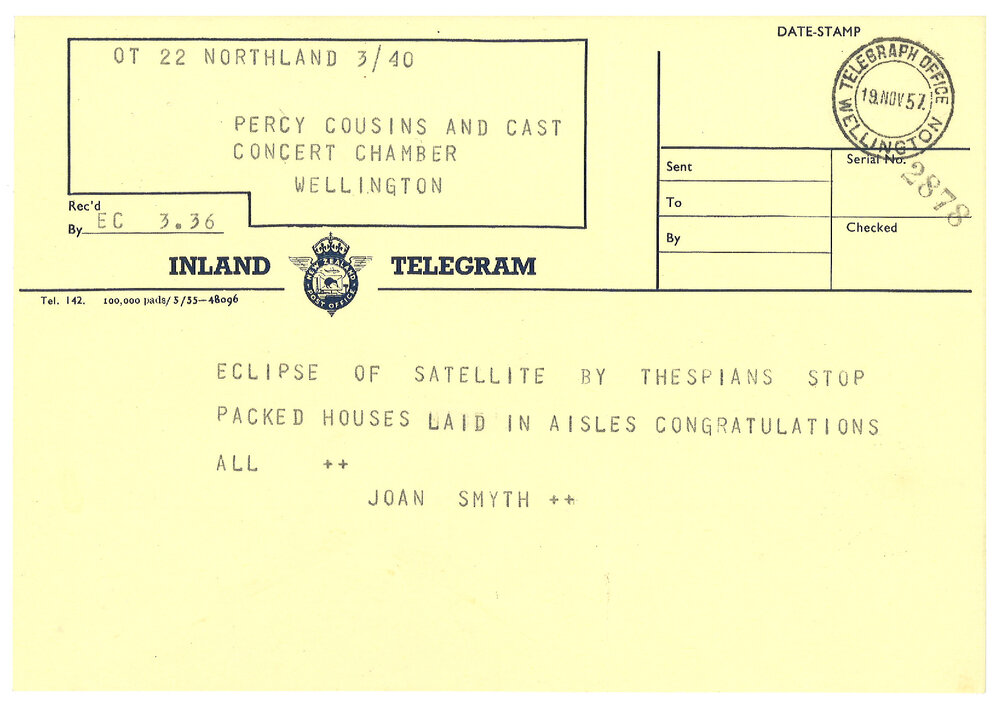 DATE-STAMP
OT 22 NORTHLAND 3/40
TELEGRAPH OFFICE
19 NOV 57
WELLINGTON
PERCY COUSINS AND CAST
CONCERT CHAMBER
WELLINGTON
Sent
Serial No.
2878
To
Rec'd
By EC 3.36
By
Checked
INLAND TELEGRAM
NEW ZEALAND
POST OFFICE
Tel. 142. 100,000 pads/5/55—48096
ECLIPSE OF SATELLITE BY THESPIANS STOP
PACKED HOUSES LAID IN AISLES CONGRATULATIONS
ALL ++
JOAN SMYTH ++